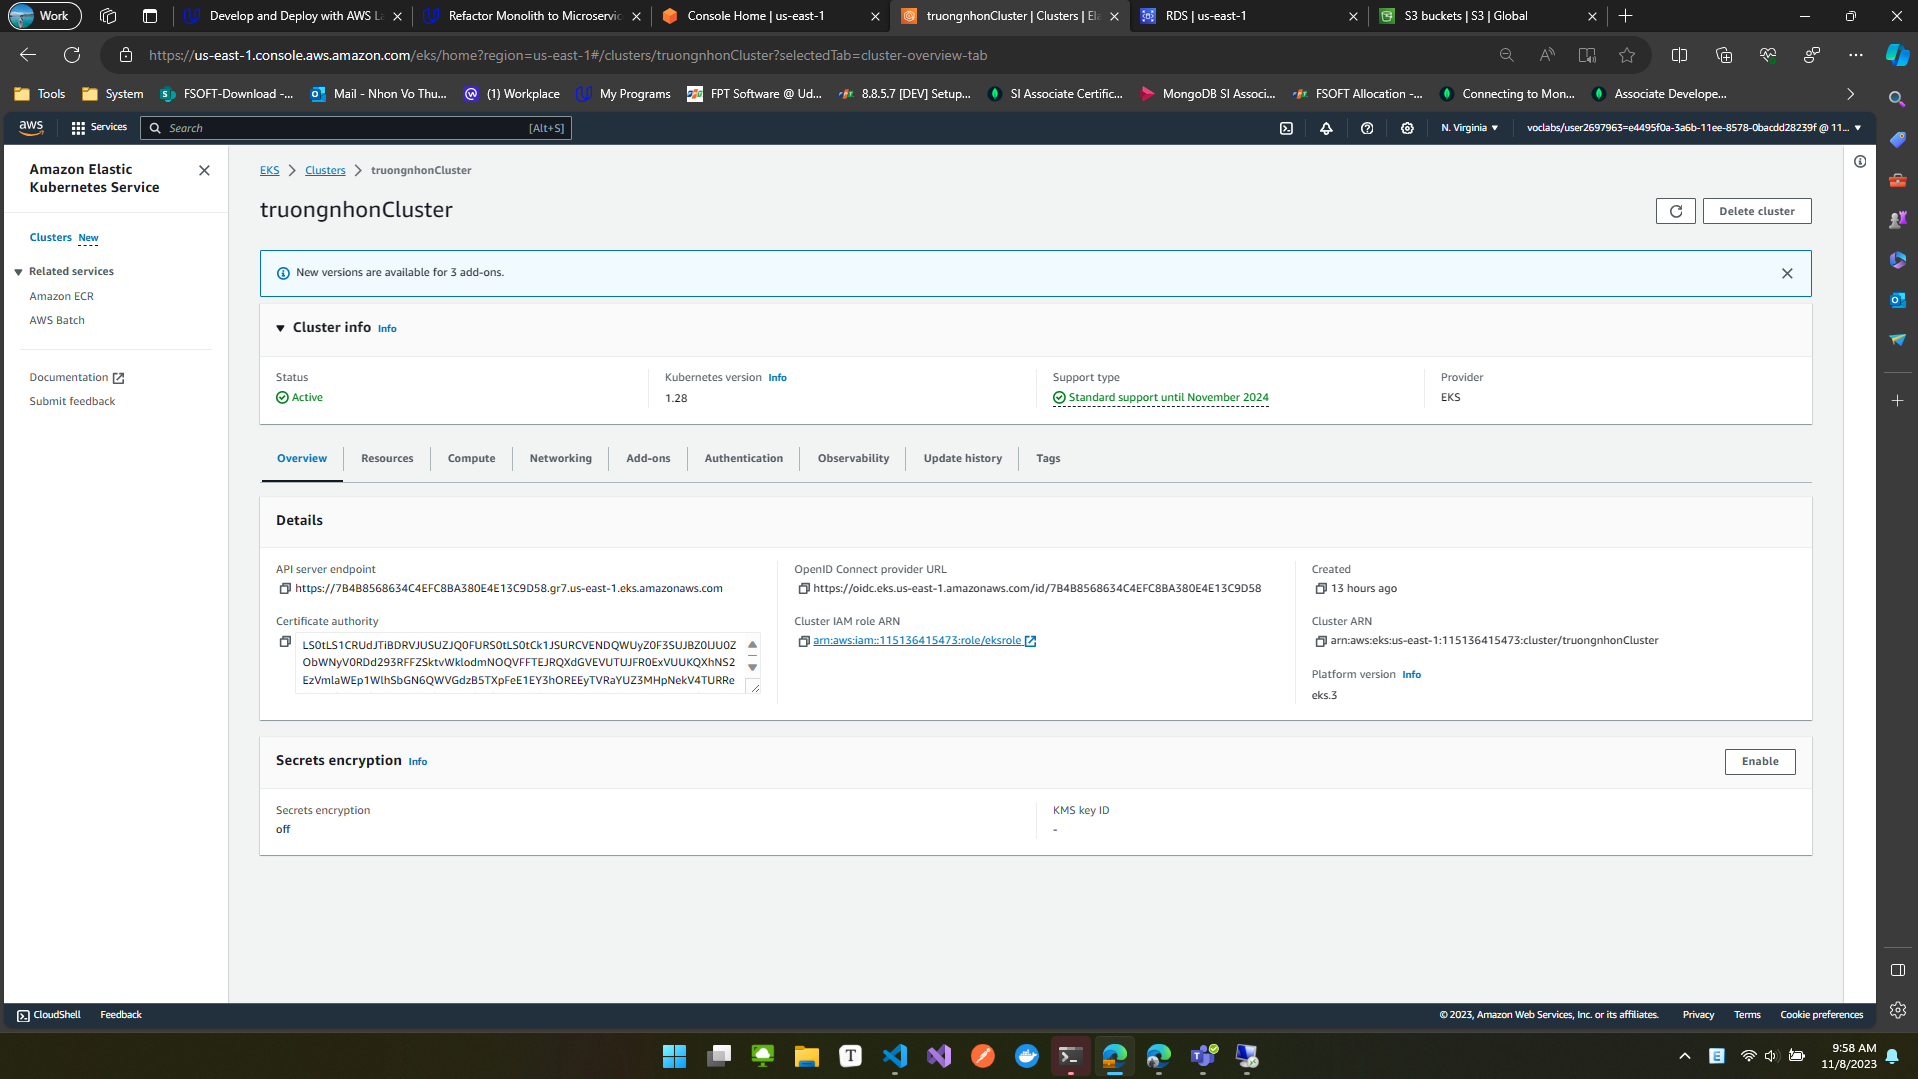 Work
Develop and Deploy with AWS La
Refactor Monolith to Microservic
Console Home | us-east-1
truongnhonCluster | Clusters | Ela
RDS | us-east-1
S3 buckets | S3 | Global
https://us-east-1.console.aws.amazon.com/eks/home?region=us-east-1#/clusters/truongnhonCluster?selectedTab=cluster-overview-tab
Tools
System
FSOFT-Download -...
Mail - Nhon Vo Thu...
(1) Workplace
My Programs
FPT Software @ Ud...
8.8.5.7 [DEV] Setup...
SI Associate Certific...
MongoDB SI Associ...
FSOFT Allocation -...
Connecting to Mon...
Associate Develope...
aws
Services
Search
[Alt+S]
N. Virginia
voclabs/user2697963=e4495f0a-3a6b-11ee-8578-0bacdd28239f @ 11...
Amazon Elastic
Kubernetes Service
Clusters New
Related services
Amazon ECR
AWS Batch
Documentation
Submit feedback
EKS
Clusters
truongnhonCluster
truongnhonCluster
Delete cluster
New versions are available for 3 add-ons.
Cluster info Info
Status
Active
Kubernetes version Info
1.28
Support type
Standard support until November 2024
Provider
EKS
Overview
Resources
Compute
Networking
Add-ons
Authentication
Observability
Update history
Tags
Details
API server endpoint
https://7B4B8568634C4EFC8BA380E4E13C9D58.gr7.us-east-1.eks.amazonaws.com
Certificate authority
OpenID Connect provider URL
https://oidc.eks.us-east-1.amazonaws.com/id/7B4B8568634C4EFC8BA380E4E13C9D58
Cluster IAM role ARN
arn:aws:iam::115136415473:role/eksrole
Created
13 hours ago
Cluster ARN
arn:aws:eks:us-east-1:115136415473:cluster/truongnhonCluster
Platform version Info
eks.3
Secrets encryption Info
Enable
Secrets encryption
off
KMS key ID
-
CloudShell
Feedback
© 2023, Amazon Web Services, Inc. or its affiliates.
Privacy
Terms
Cookie preferences
9:58 AM
11/8/2023